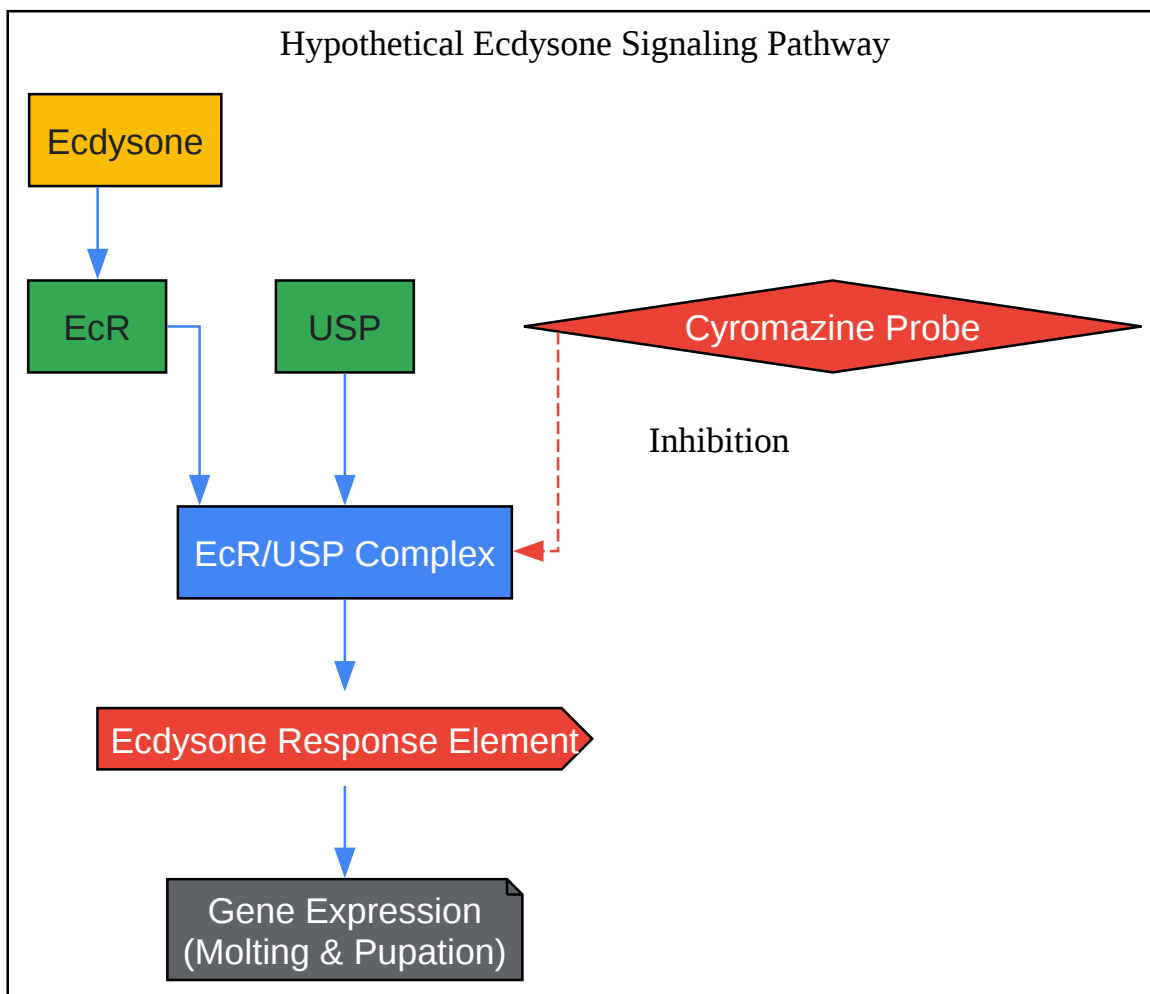 Hypothetical Ecdysone Signaling Pathway
Ecdysone
EcR
USP
Cyromazine Probe
Inhibition
EcR/USP Complex
Ecdysone Response Element
Gene Expression
(Molting & Pupation)